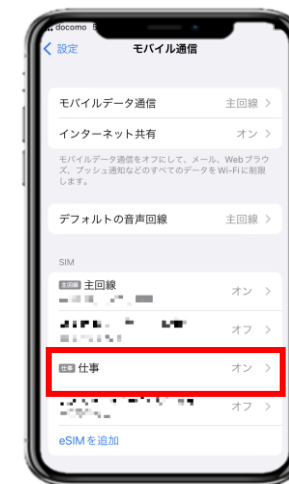 docomo
設定
モバイル通信
モバイルデータ通信 主回線
インターネット共有 オン
モバイルデータ通信をオフにして、メール、Webブラウ
ズ、プッシュ通知などのすべてのデータをWi-Fiに制限
します。
デフォルトの音声回線 主回線
SIM
主回線 主回線 オン
オフ
仕事 仕事 オン
オフ
eSIMを追加